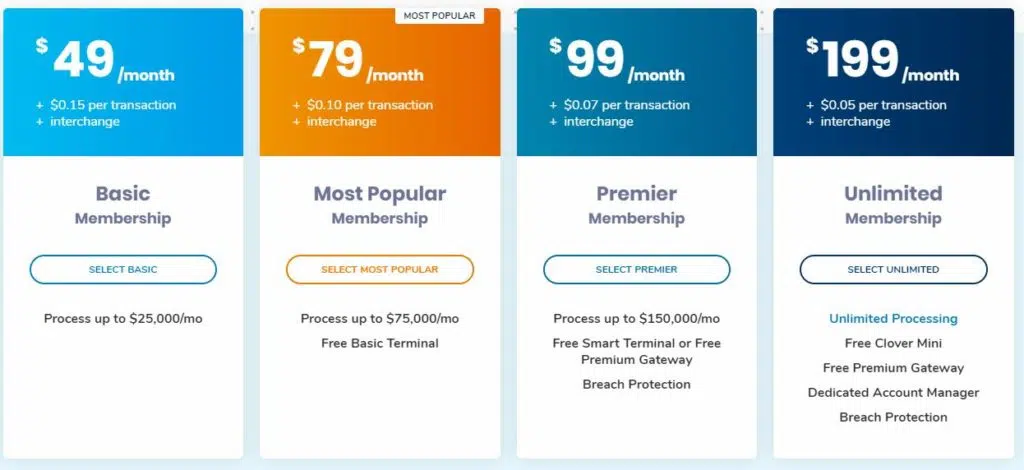 $49/month
+ $0.15 per transaction
+ interchange
Basic
Membership
SELECT BASIC
Process up to $25,000/mo
MOST POPULAR
$79/month
+ $0.10 per transaction
+ interchange
Most Popular
Membership
SELECT MOST POPULAR
Process up to $75,000/mo
Free Basic Terminal
$99/month
+ $0.07 per transaction
+ interchange
Premier
Membership
SELECT PREMIER
Process up to $150,000/mo
Free Smart Terminal or Free
Premium Gateway
Breach Protection
$199/month
+ $0.05 per transaction
+ interchange
Unlimited
Membership
SELECT UNLIMITED
Unlimited Processing
Free Clover Mini
Free Premium Gateway
Dedicated Account Manager
Breach Protection